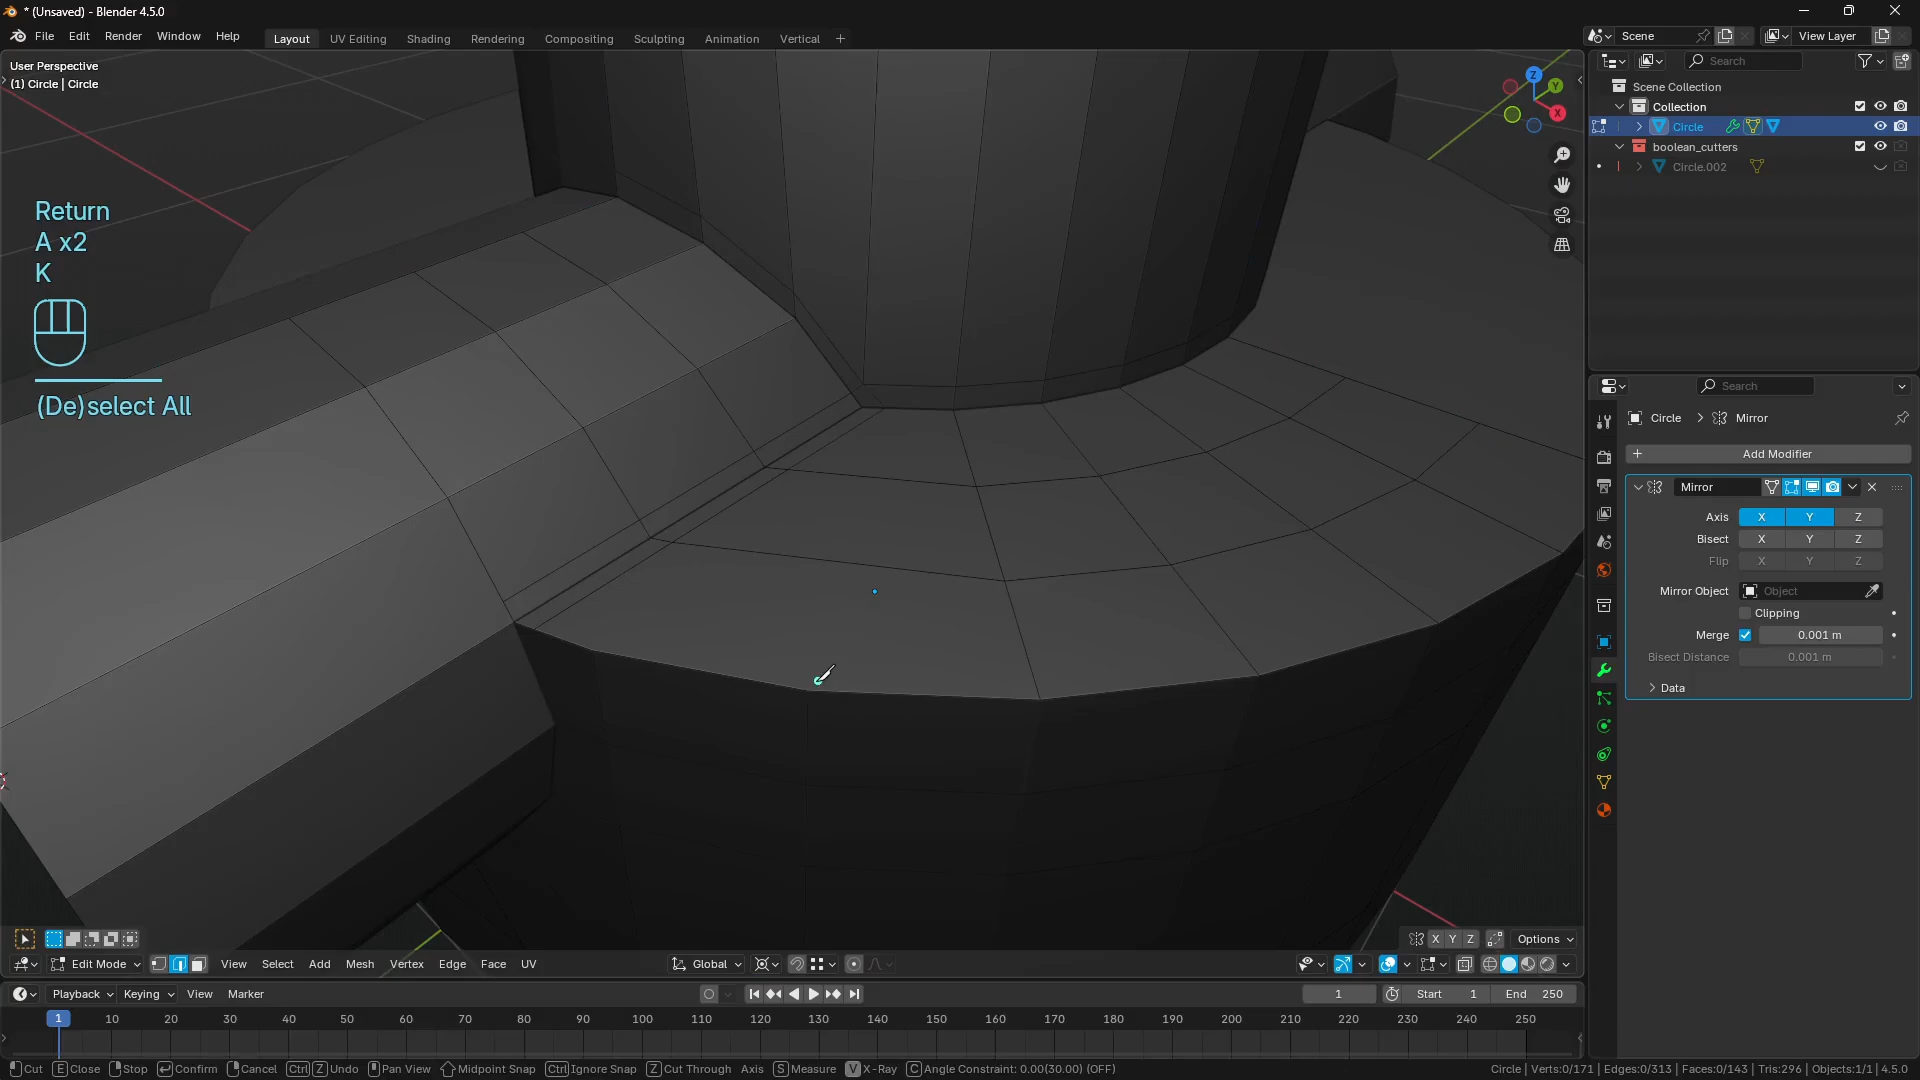 * (Unsaved) - Blender 4.5.0
File Edit Render Window Help
Layout UV Editing Shading Rendering Compositing Sculpting Animation Vertical +
Scene
View Layer
User Perspective
(1) Circle | Circle
Return
A x2
K
(De)select All
Z
Y
X
Search
Scene Collection
Collection
Circle
boolean_cutters
Circle.002
Search
Circle > Mirror
+ Add Modifier
Mirror
Axis X Y Z
Bisect X Y Z
Flip X Y Z
Mirror Object Object
Clipping
Merge 0.001 m
Bisect Distance 0.001 m
> Data
X Y Z Options
Edit Mode View Select Add Mesh Vertex Edge Face UV
Global
Playback Keying View Marker
1 Start 1 End 250
1 10 20 30 40 50 60 70 80 90 100 110 120 130 140 150 160 170 180 190 200 210 220 230 240 250
Cut E Close Stop Confirm Cancel Ctrl Z Undo Pan View Midpoint Snap Ctrl Ignore Snap Z Cut Through Axis S Measure V X-Ray C Angle Constraint: 0.00(30.00) (OFF)
Circle | Verts:0/171 | Edges:0/313 | Faces:0/143 | Tris:296 | Objects:1/1 | 4.5.0